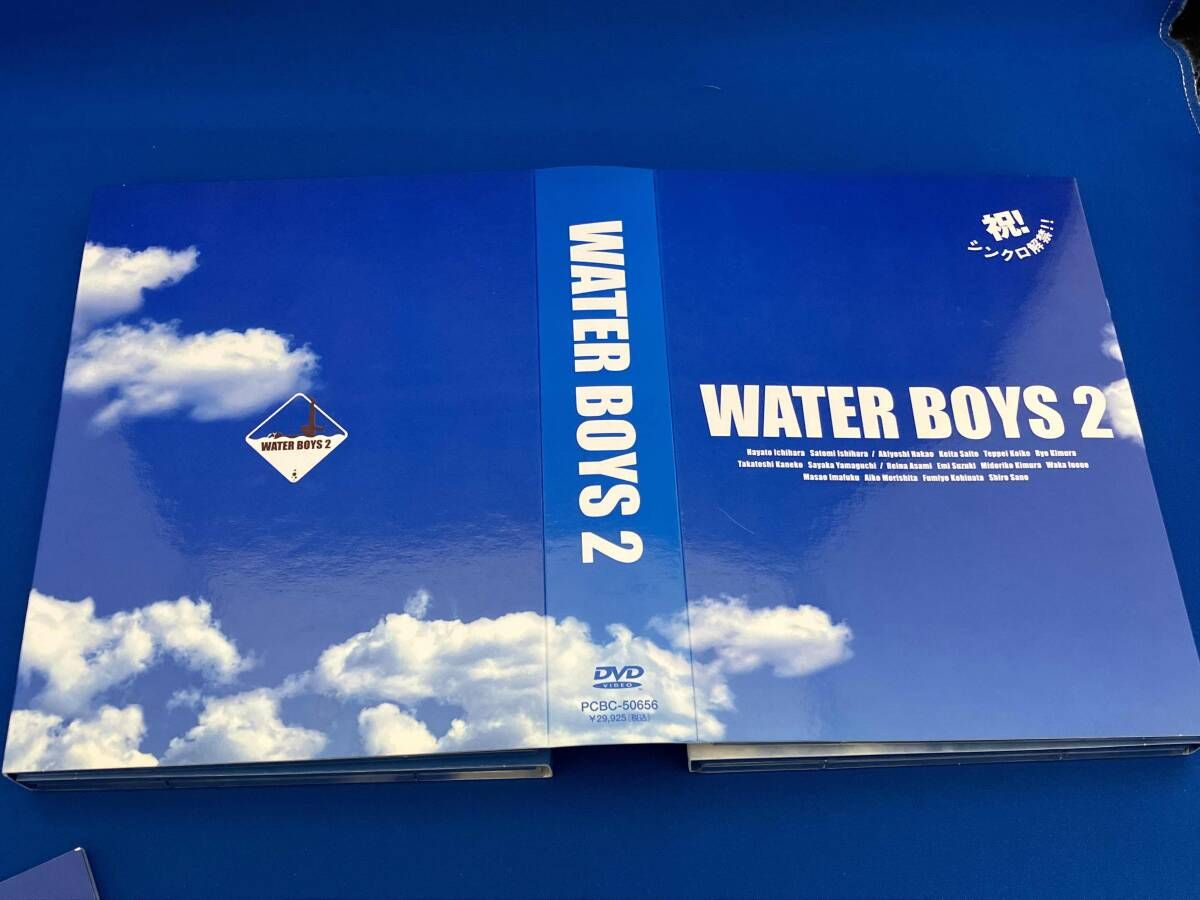 WATER BOYS 2
WATER BOYS 2
DVD
VIDEO
PCBC-50656
¥29,925(税込)
祝!
シンクロ解禁!!
WATER BOYS 2
Hayato Ichihara Satomi Ishihara / Akiyoshi Nakao Keita Saito Teppei Koike Ryo Kimura
Takatoshi Kaneko Sayaka Yamaguchi / Reina Asami Emi Suzuki Midoriko Kimura Waka Inoue
Masao Imafuku Aiko Morishita Fumiyo Kohinata Shiro Sano